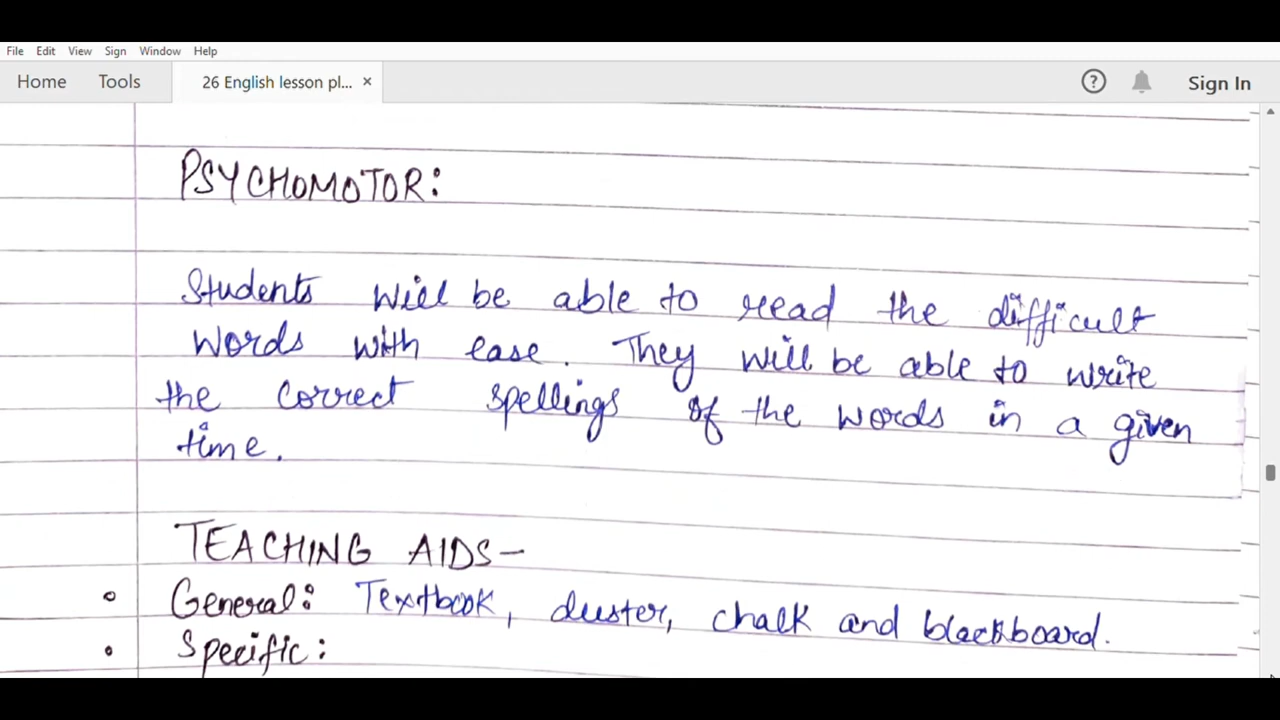 File Edit View Sign Window Help
Home Tools 26 English lesson pl... × ? Sign In
PSYCHOMOTOR:
Students will be able to read the difficult
words with ease. They will be able to write
the correct spellings of the words in a given
time.
TEACHING AIDS-
General: Textbook, duster, chalk and blackboard.
Specific: